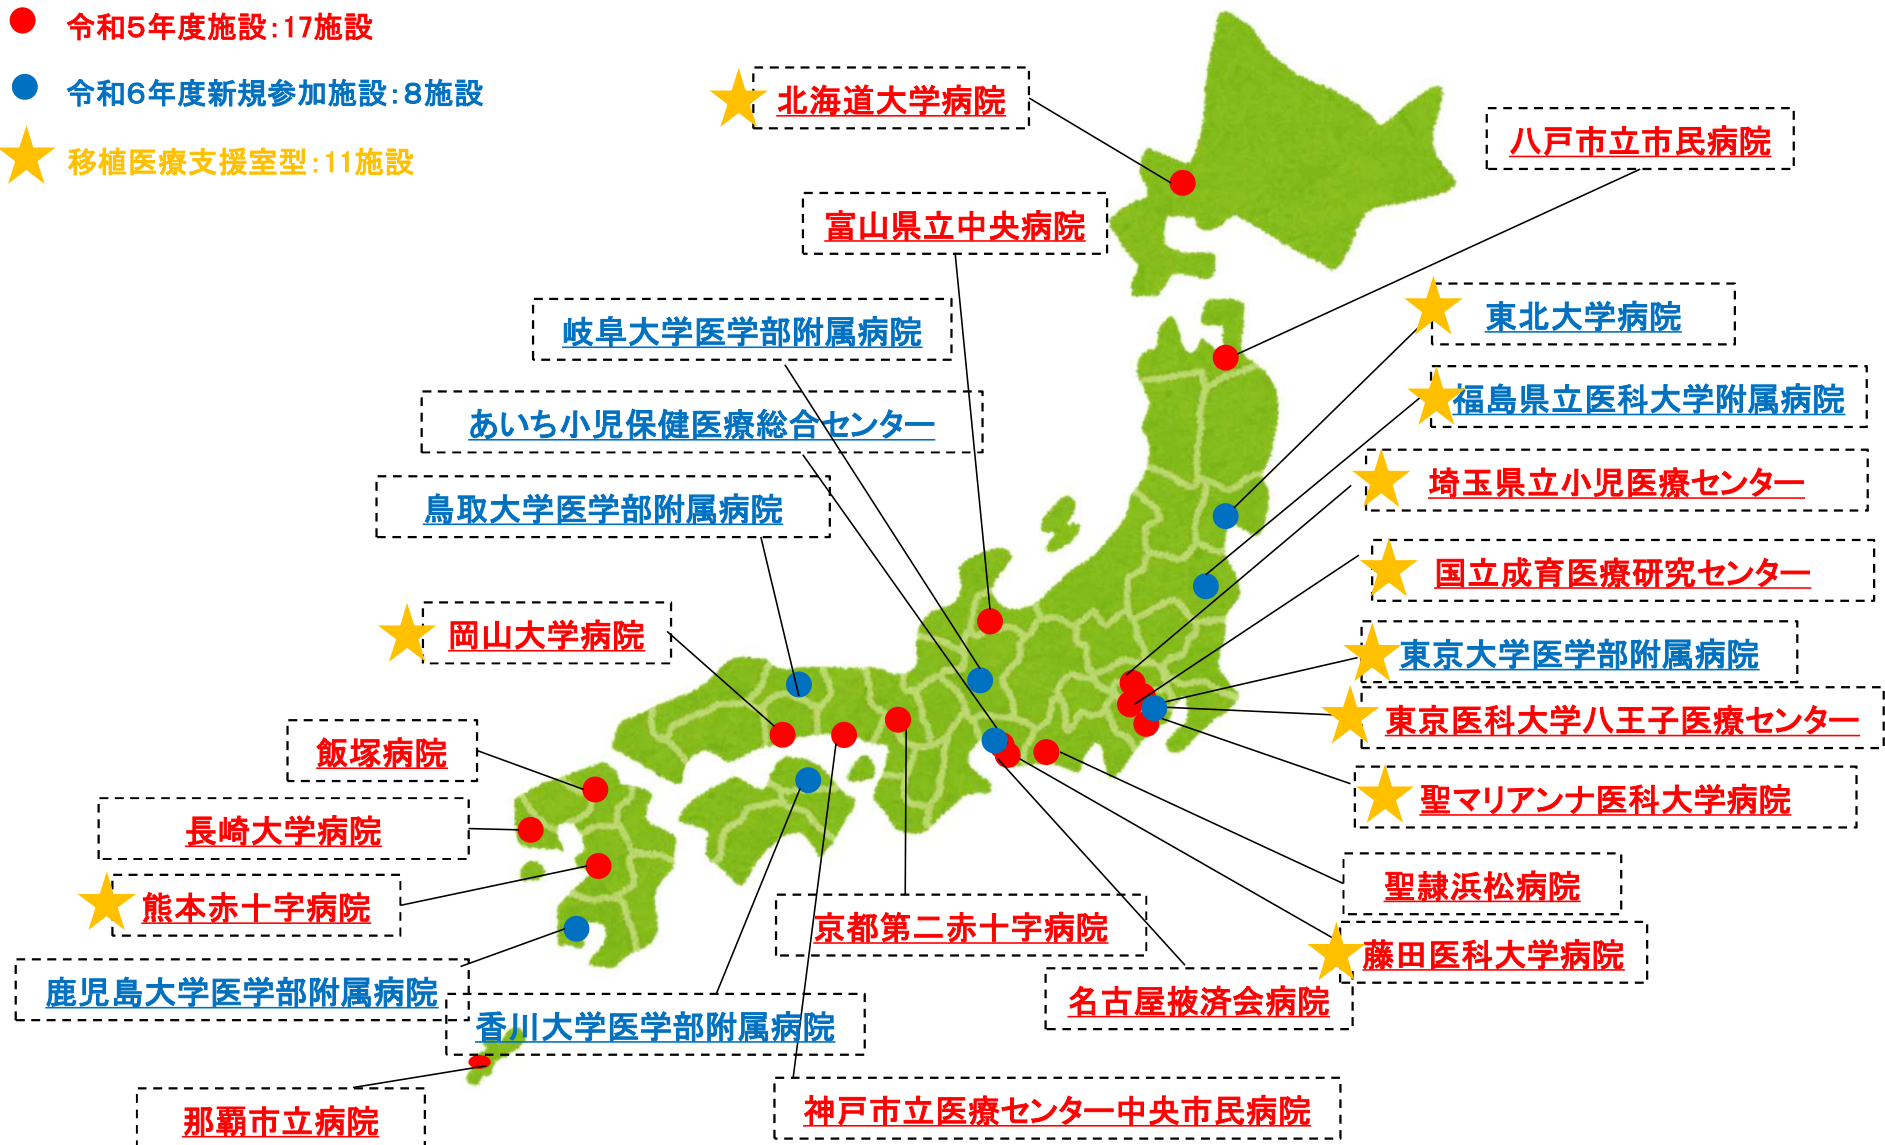 令和5年度施設：17施設
令和6年度新規参加施設：8施設
移植医療支援室型：11施設
北海道大学病院
八戸市立市民病院
富山県立中央病院
東北大学病院
岐阜大学医学部附属病院
福島県立医科大学附属病院
あいち小児保健医療総合センター
埼玉県立小児医療センター
鳥取大学医学部附属病院
国立成育医療研究センター
岡山大学病院
東京大学医学部附属病院
東京医科大学八王子医療センター
飯塚病院
聖マリアンナ医科大学病院
長崎大学病院
聖隷浜松病院
熊本赤十字病院
京都第二赤十字病院
藤田医科大学病院
鹿児島大学医学部附属病院
名古屋掖済会病院
香川大学医学部附属病院
神戸市立医療センター中央市民病院
那覇市立病院